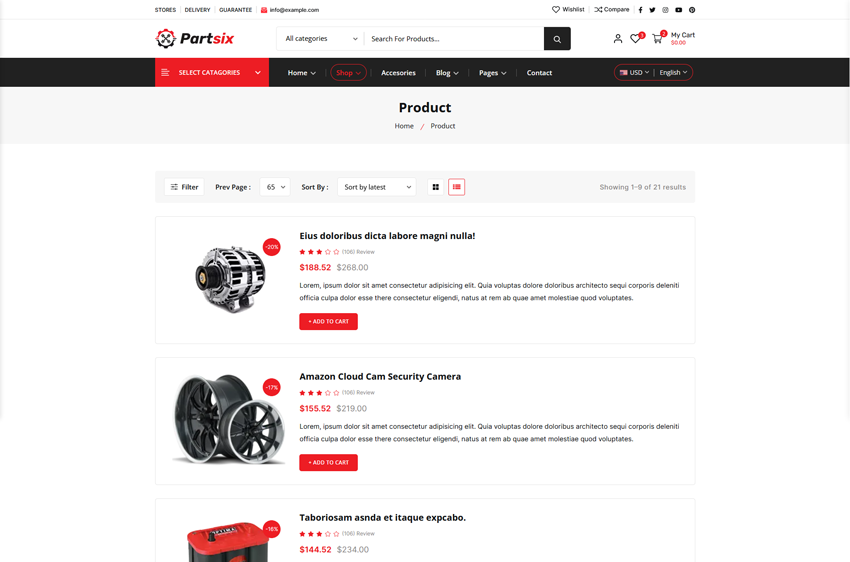 STORES DELIVERY GUARANTEE info@example.com Wishlist Compare
Partsix All categories Search For Products... 3 2 My Cart
$0.00
SELECT CATAGORIES Home Shop Accesories Blog Pages Contact USD English
Product
Home / Product
Filter Prev Page : 65 Sort By : Sort by latest Showing 1–9 of 21 results
-20%
Eius doloribus dicta labore magni nulla!
(106) Review
$188.52 $268.00
Lorem, ipsum dolor sit amet consectetur adipisicing elit. Quia voluptas dolore doloribus architecto sequi corporis deleniti
officia culpa dolor esse there consectetur eligendi, natus at rem ab quae amet molestiae quod voluptates.
+ ADD TO CART
-17%
Amazon Cloud Cam Security Camera
(106) Review
$155.52 $219.00
Lorem, ipsum dolor sit amet consectetur adipisicing elit. Quia voluptas dolore doloribus architecto sequi corporis deleniti
officia culpa dolor esse there consectetur eligendi, natus at rem ab quae amet molestiae quod voluptates.
+ ADD TO CART
-16%
Taboriosam asnda et itaque expcabo.
(106) Review
$144.52 $234.00